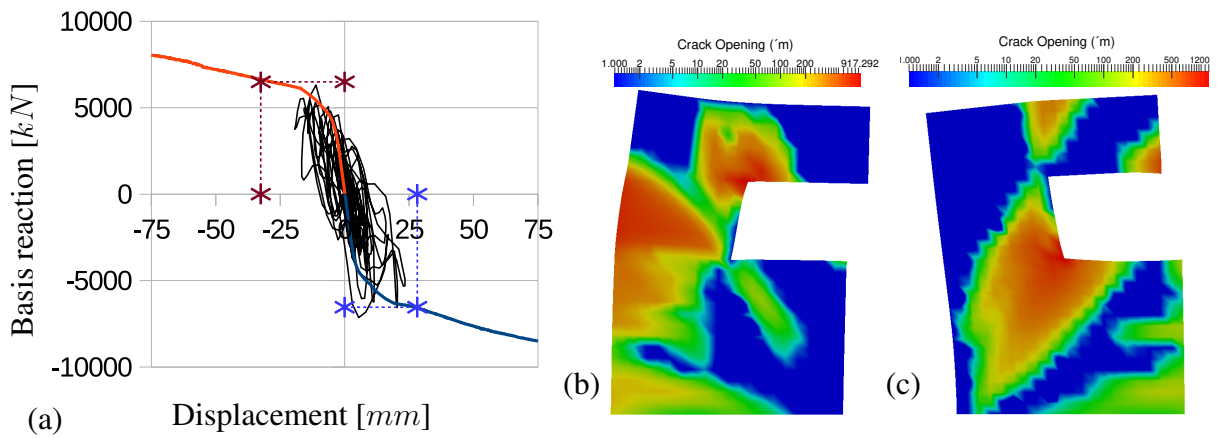 10000
5000
0
-5000
-10000
-75 -50 -25 0 25 50 75
Basis reaction [kN]
Displacement [mm]
(a)
Crack Opening (´m)
1.000 2 5 10 20 50 100 200 917.292
(b)
Crack Opening (´m)
1.000 2 5 10 20 50 100 200 500 1200
(c)